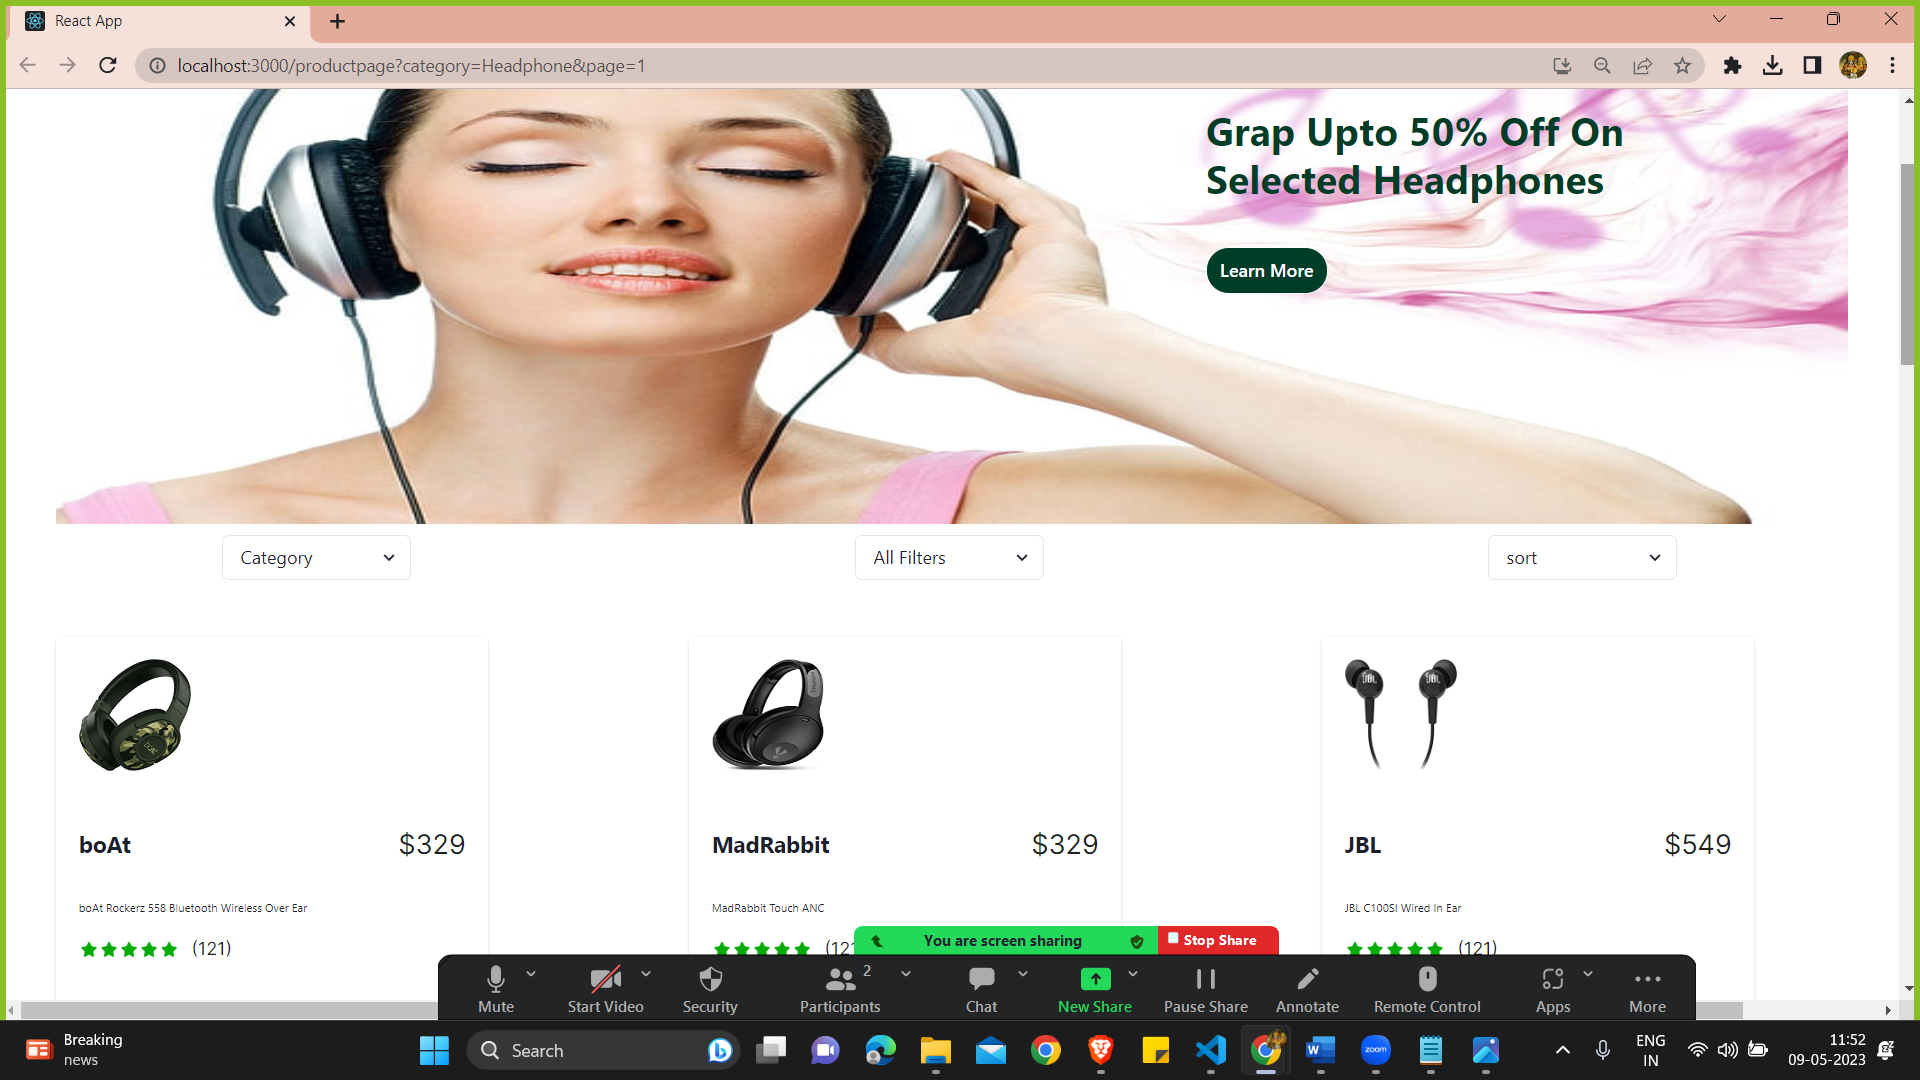 React App
localhost:3000/productpage?category=Headphone&page=1
Grap Upto 50% Off On
Selected Headphones
Learn More
Category
All Filters
sort
boAt
JBL JBL
boAt $329
MadRabbit $329
JBL $549
boAt Rockerz 558 Bluetooth Wireless Over Ear
MadRabbit Touch ANC
JBL C100SI Wired In Ear
(121)
(121)
You are screen sharing
Stop Share
Mute
Start Video
Security
2
Participants
Chat
New Share
Pause Share
Annotate
Remote Control
Apps
More
Breaking
news
Search
zoom
ENG
IN
11:52
09-05-2023